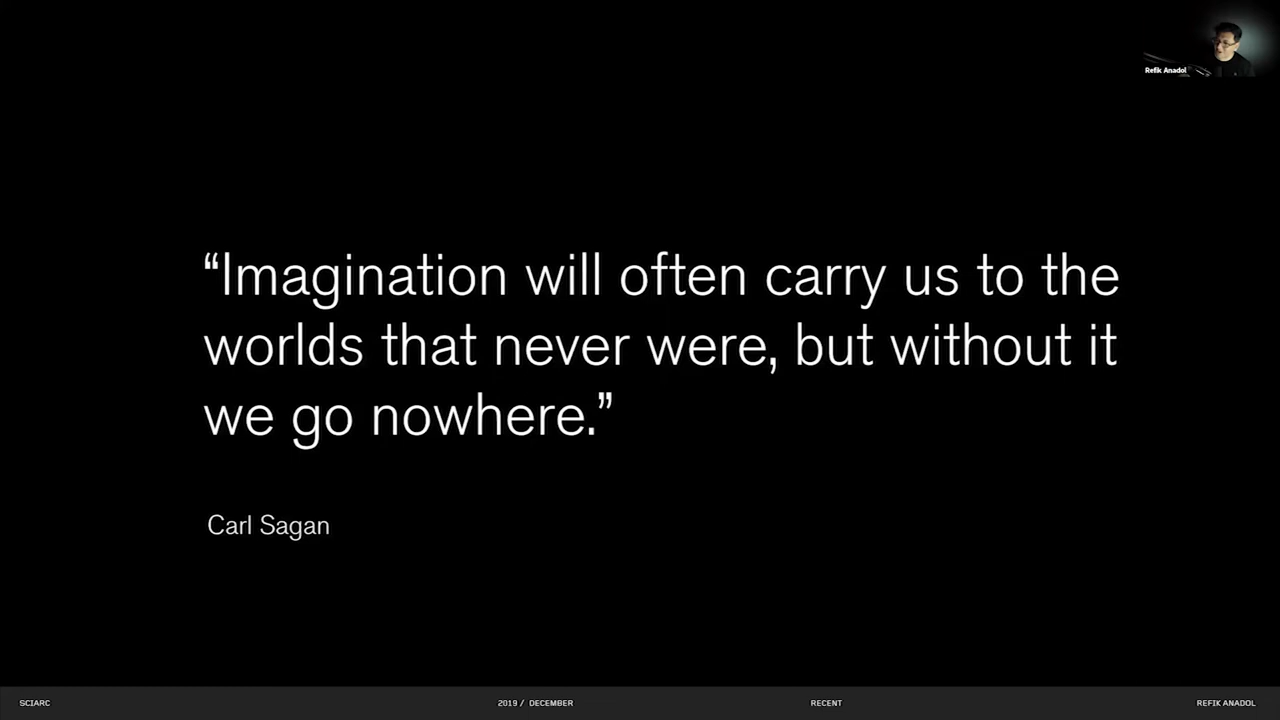 Refik Anadol
“Imagination will often carry us to the
worlds that never were, but without it
we go nowhere.”
Carl Sagan
SCIARC
2019 / DECEMBER
RECENT
REFIK ANADOL